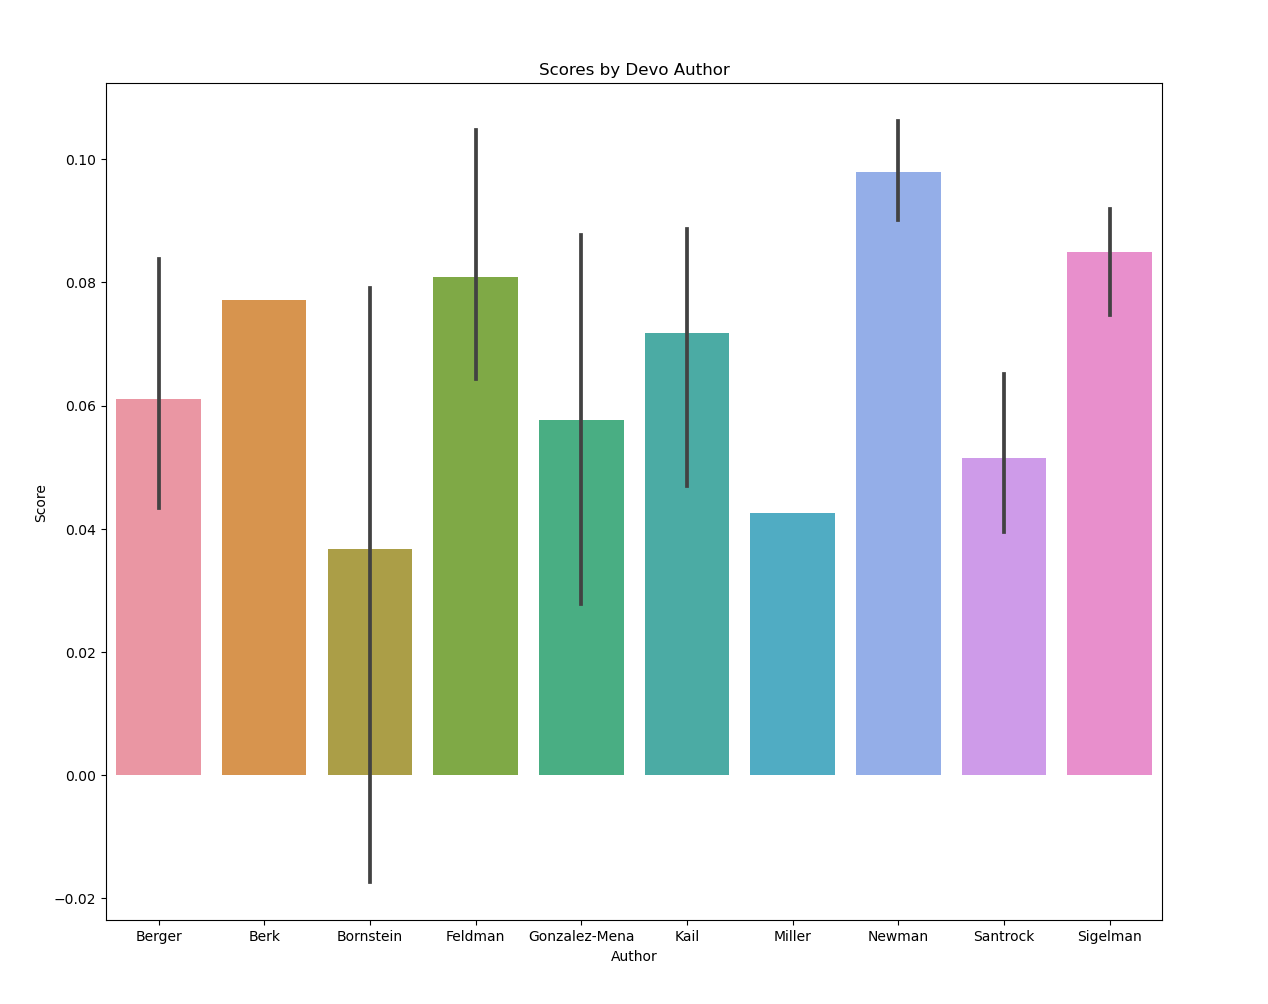 Scores by Devo Author
Score
0.10
0.08
0.06
0.04
0.02
0.00
−0.02
Berger Berk Bornstein Feldman Gonzalez-Mena Kail Miller Newman Santrock Sigelman
Author